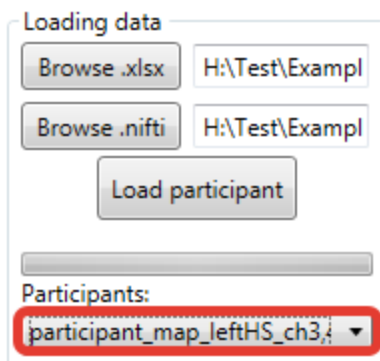 Loading data
Browse .xlsx H:\Test\Exampl
Browse .nifti H:\Test\Exampl
Load participant
Participants:
participant_map_leftHS_ch3,